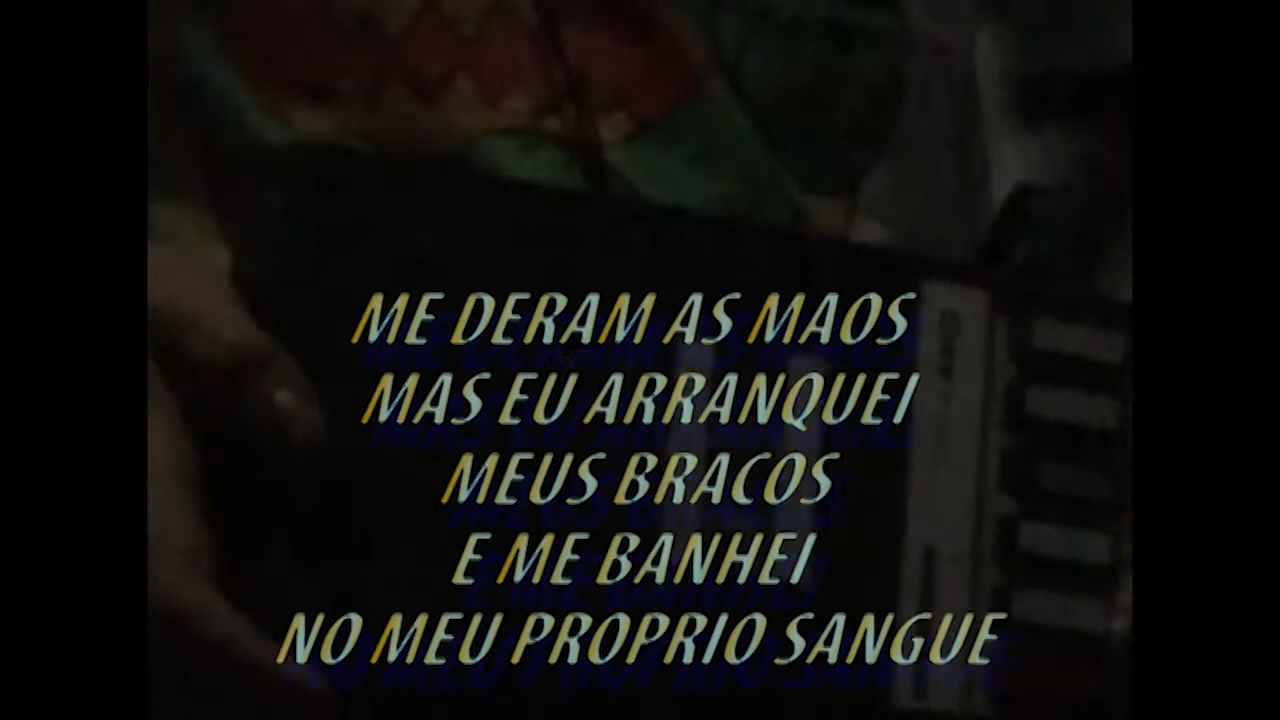 ME DERAM AS MAOS
MAS EU ARRANQUEI
MEUS BRACOS
E ME BANHEI
NO MEU PROPRIO SANGUE